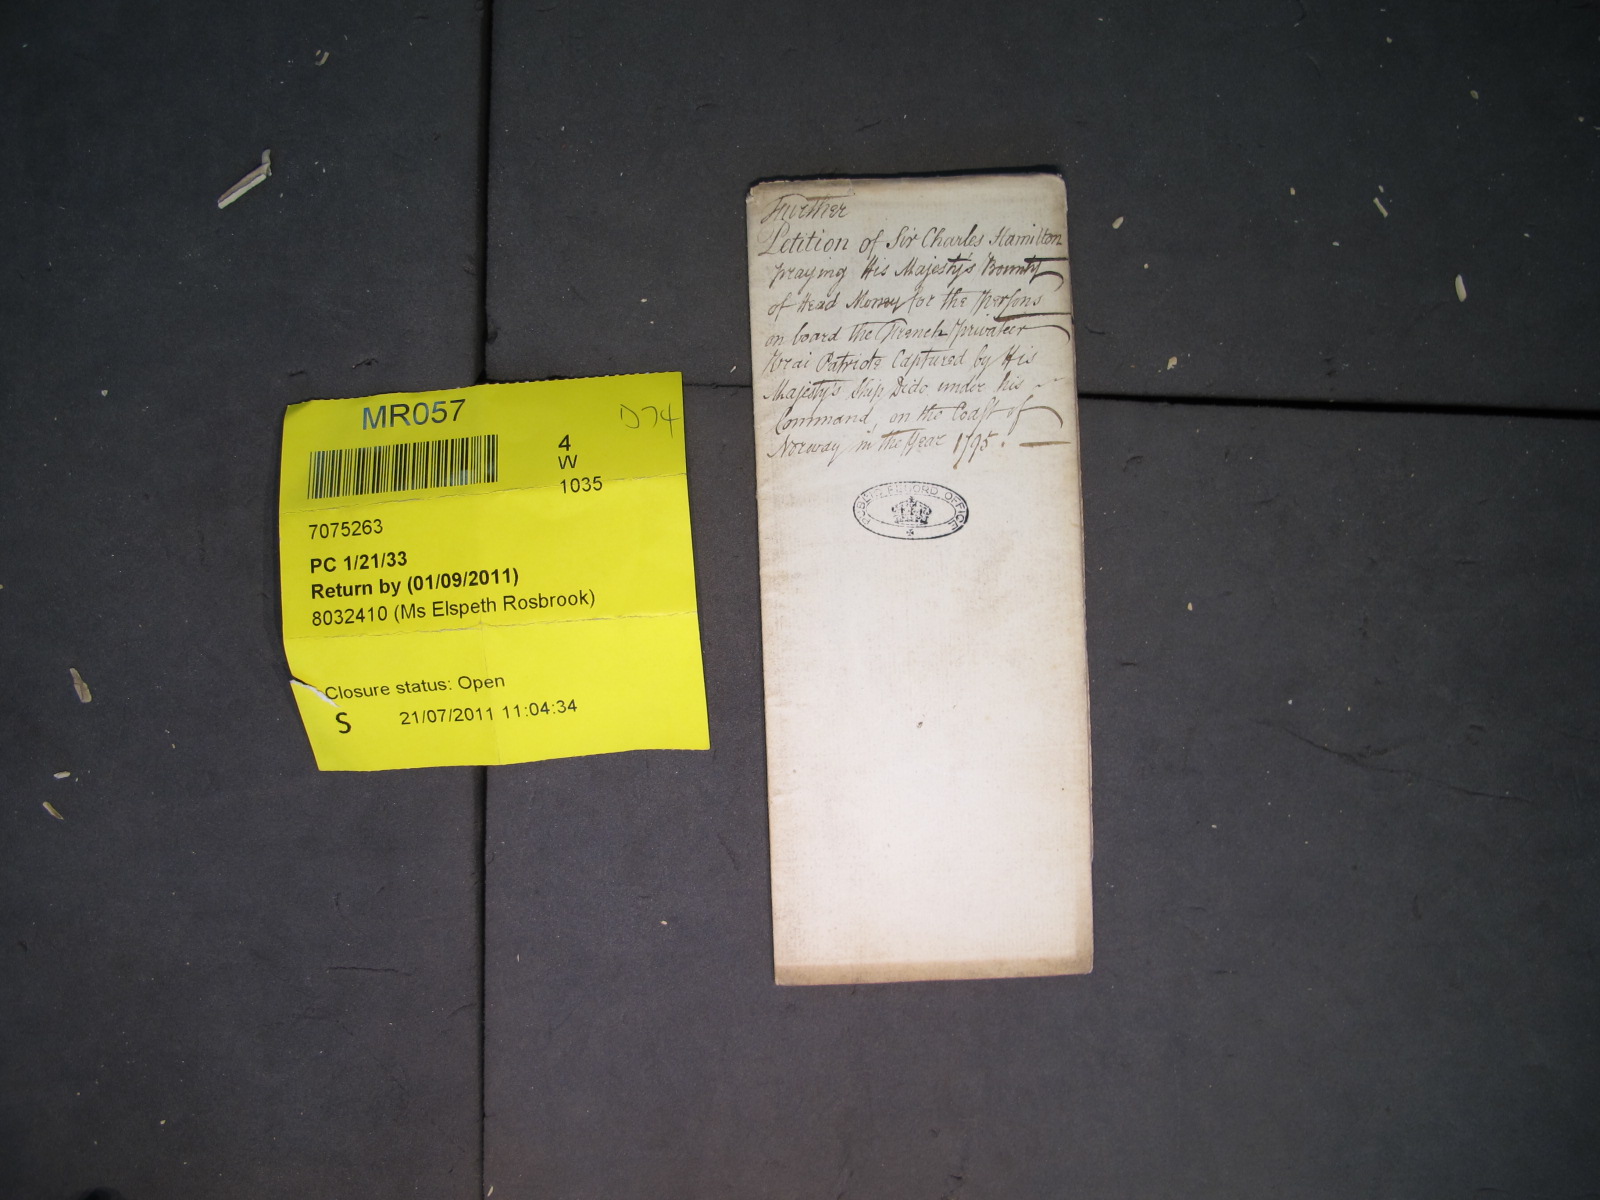 MR057
D74
4
W
1035
7075263
PC 1/21/33
Return by (01/09/2011)
8032410 (Ms Elspeth Rosbrook)
Closure status: Open
S
21/07/2011 11:04:34
Further
Petition of Sir Charles Hamilton
praying His Majesty's Bounty
of Head Money for the Persons
on board the French Privateer
Vrai Patriote Captured by His
Majesty's Ship Dido under his
Command, on the Coast of
Norway in the Year 1795.
PUBLIC RECORD OFFICE